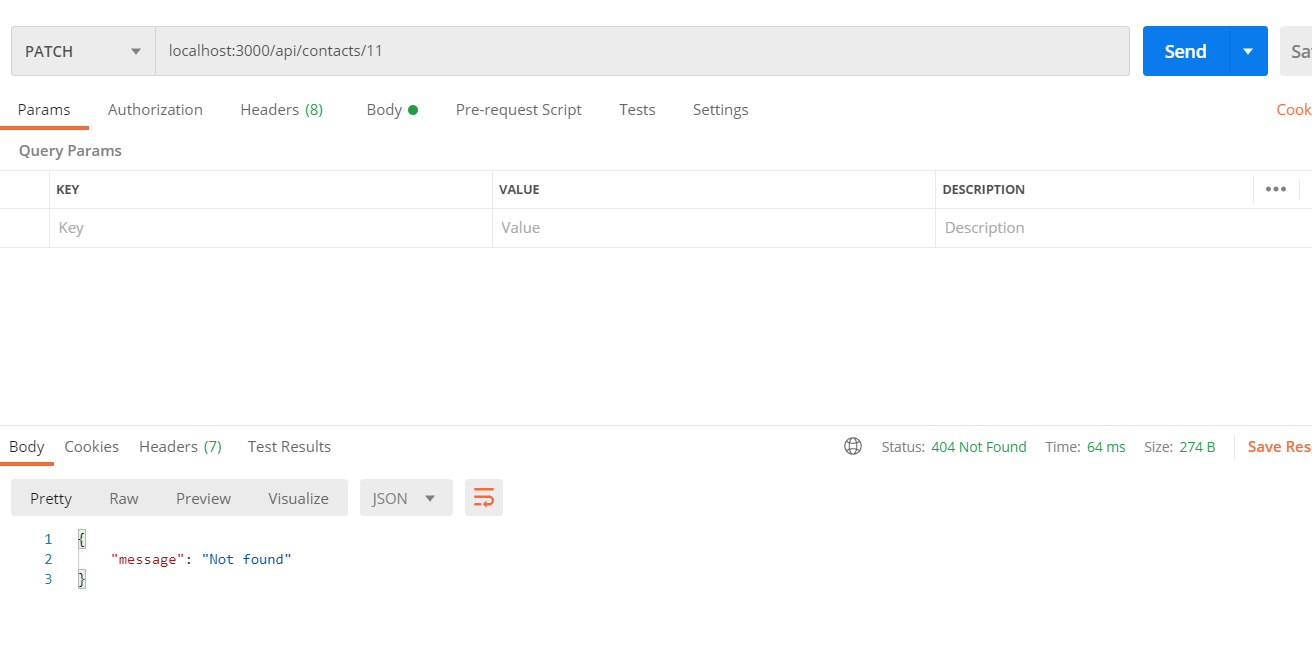 PATCH localhost:3000/api/contacts/11 Send Sa
Params Authorization Headers (8) Body Pre-request Script Tests Settings Cook
Query Params
KEY VALUE DESCRIPTION
Key Value Description
Body Cookies Headers (7) Test Results Status: 404 Not Found Time: 64 ms Size: 274 B Save Res
Pretty Raw Preview Visualize JSON
1 {
2 "message": "Not found"
3 }